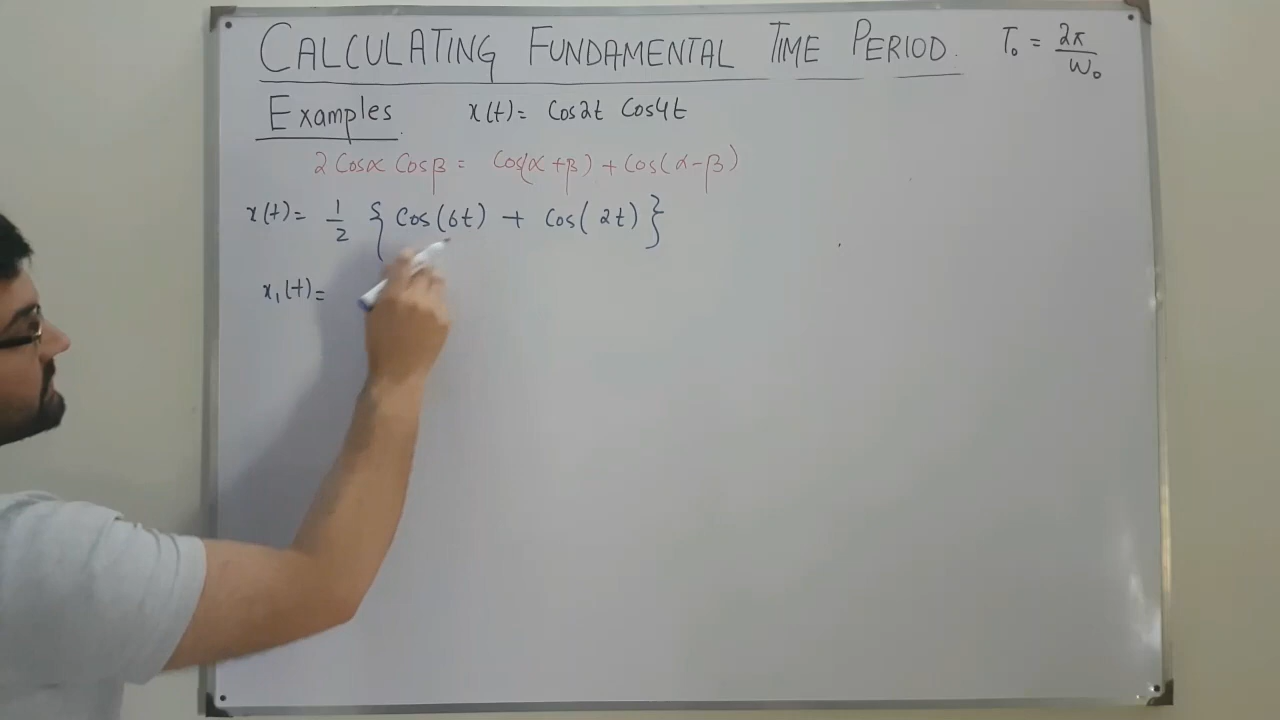 CALCULATING FUNDAMENTAL TIME PERIOD. T₀ = 2π/ω₀
Examples. x(t)= Cos2t Cos4t
2 Cosα Cosβ = Cos(α+β) + Cos(α-β)
x(t)= 1/2 { Cos(6t) + Cos( 2t) }
x₁(t)=